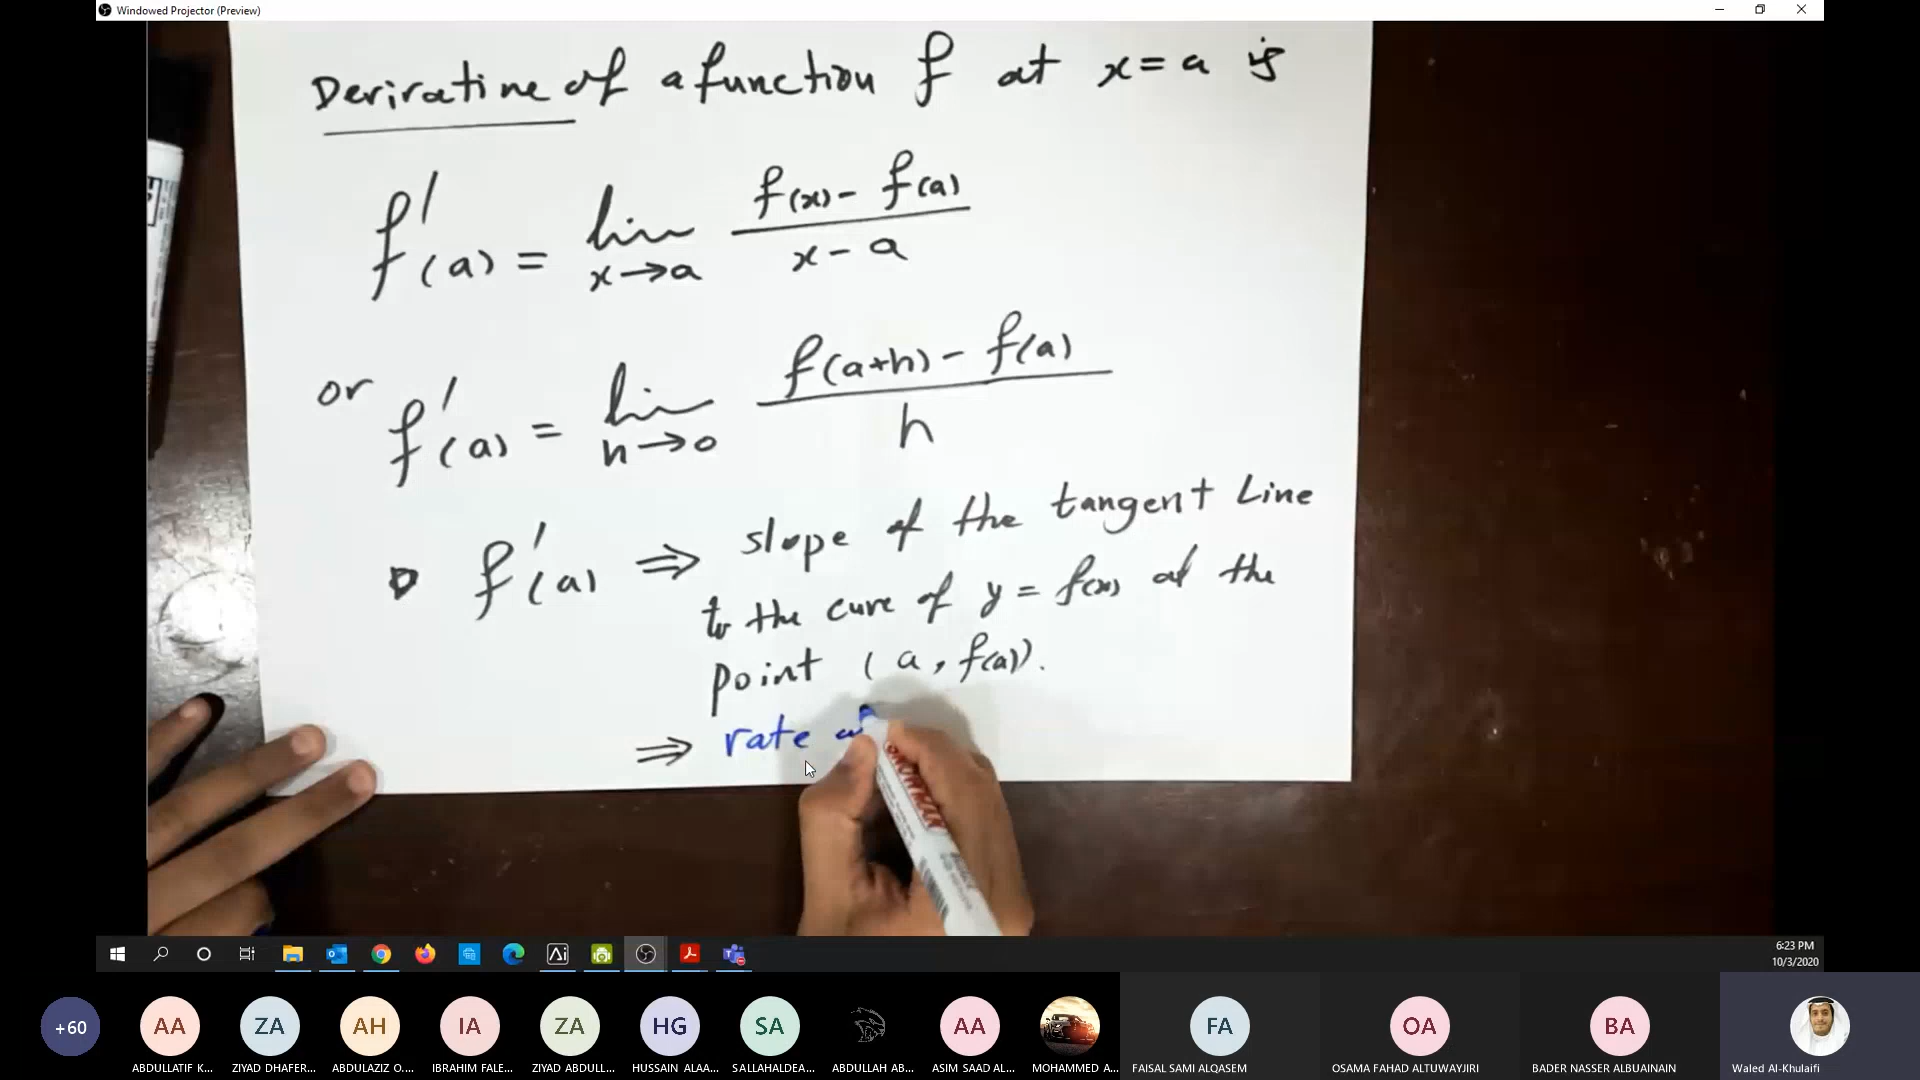 Windowed Projector (Preview)
Derivative of a function f at x = a is
f'(a) = lim x→a f(x) - f(a) / x - a
or f'(a) = lim h→0 f(a+h) - f(a) / h
f'(a) ⇒ slope of the tangent Line
to the curve of y = f(x) at the
point (a, f(a)).
⇒ rate of
6:23 PM
10/3/2020
+60 AA ZA AH IA ZA HG SA AA FA OA BA
ABDULLATIF K... ZIYAD DHAFER... ABDULAZIZ O.... IBRAHIM FALE... ZIYAD ABDULL... HUSSAIN ALAA... SALLAHALDEA... ABDULLAH AB... ASIM SAAD AL... MOHAMMED A... FAISAL SAMI ALQASEM OSAMA FAHAD ALTUWAYJIRI BADER NASSER ALBUAINAIN Waled Al-Khulaifi